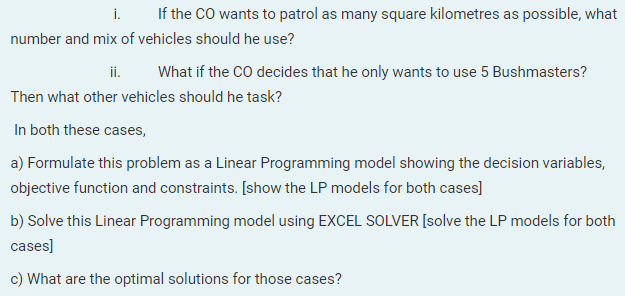 i. If the CO wants to patrol as many square kilometres as possible, what
number and mix of vehicles should he use?
ii. What if the CO decides that he only wants to use 5 Bushmasters?
Then what other vehicles should he task?
In both these cases,
a) Formulate this problem as a Linear Programming model showing the decision variables,
objective function and constraints. [show the LP models for both cases]
b) Solve this Linear Programming model using EXCEL SOLVER [solve the LP models for both
cases]
c) What are the optimal solutions for those cases?